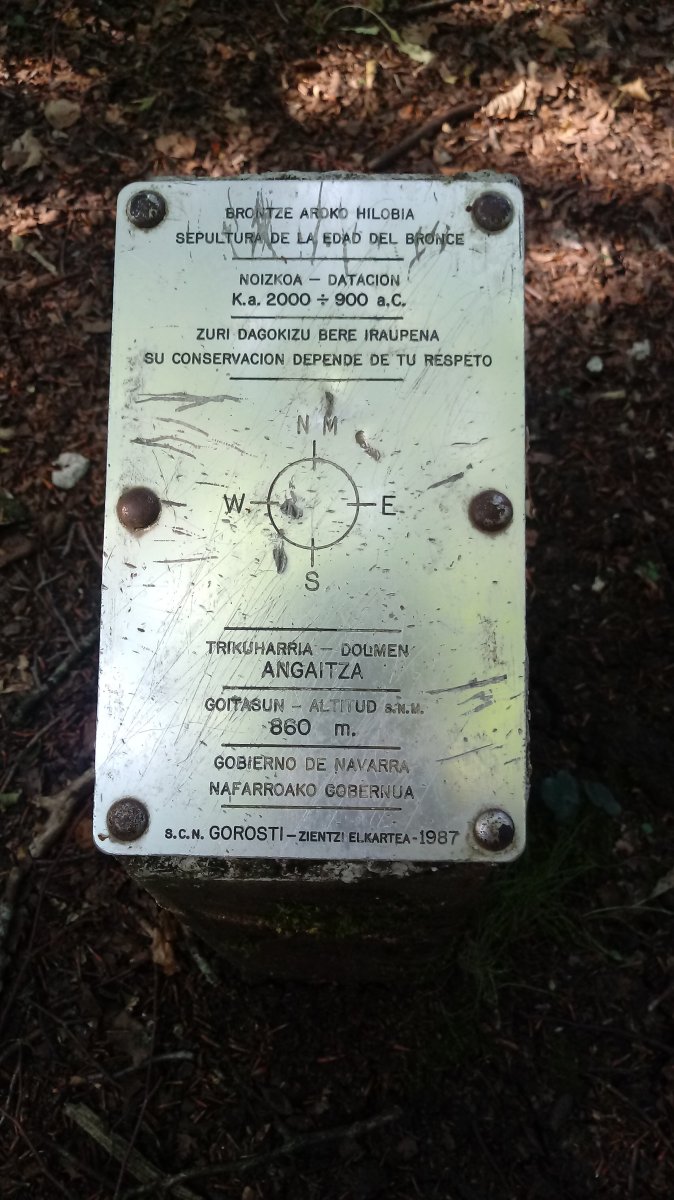 BRONTZE AROKO HILOBIA
SEPULTURA DE LA EDAD DEL BRONCE
NOIZKOA - DATACION
K.a. 2000 ÷ 900 a.C.
ZURI DAGOKIZU BERE IRAUPENA
SU CONSERVACION DEPENDE DE TU RESPETO
N M
W E
S
TRIKUHARRIA - DOLMEN
ANGAITZA
GOITASUN - ALTITUD S.N.M.
860 m.
GOBIERNO DE NAVARRA
NAFARROAKO GOBERNUA
S.C.N. GOROSTI - ZIENTZI ELKARTEA - 1987